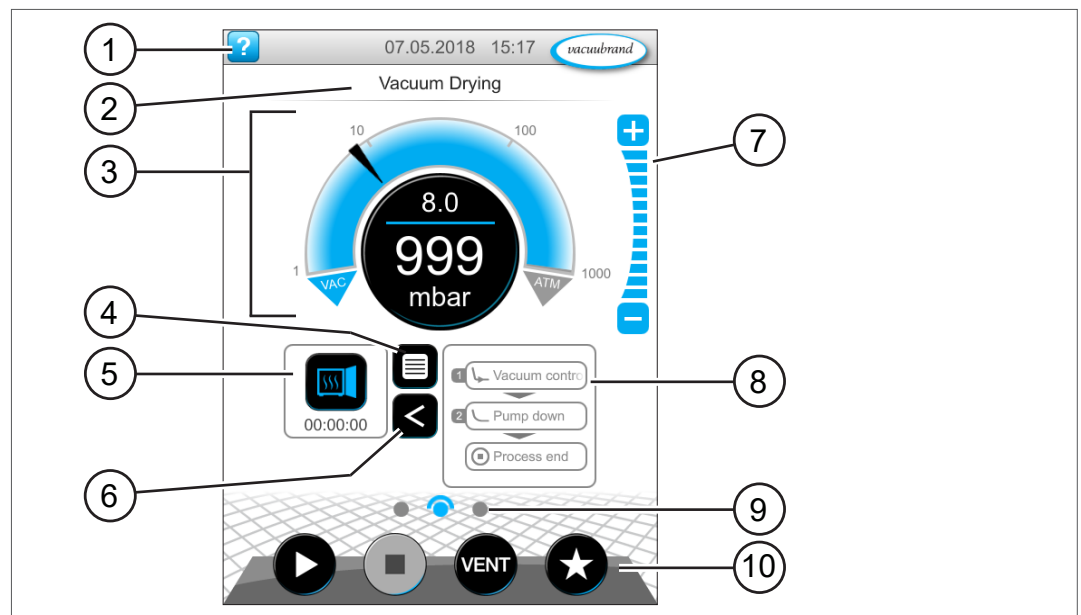 1
?
07.05.2018 15:17
vacuubrand
2
Vacuum Drying
3
10
100
7
8.0
999
mbar
1
VAC
ATM
1000
4
5
1 Vacuum contro
8
2 Pump down
00:00:00
Process end
6
9
VENT
10